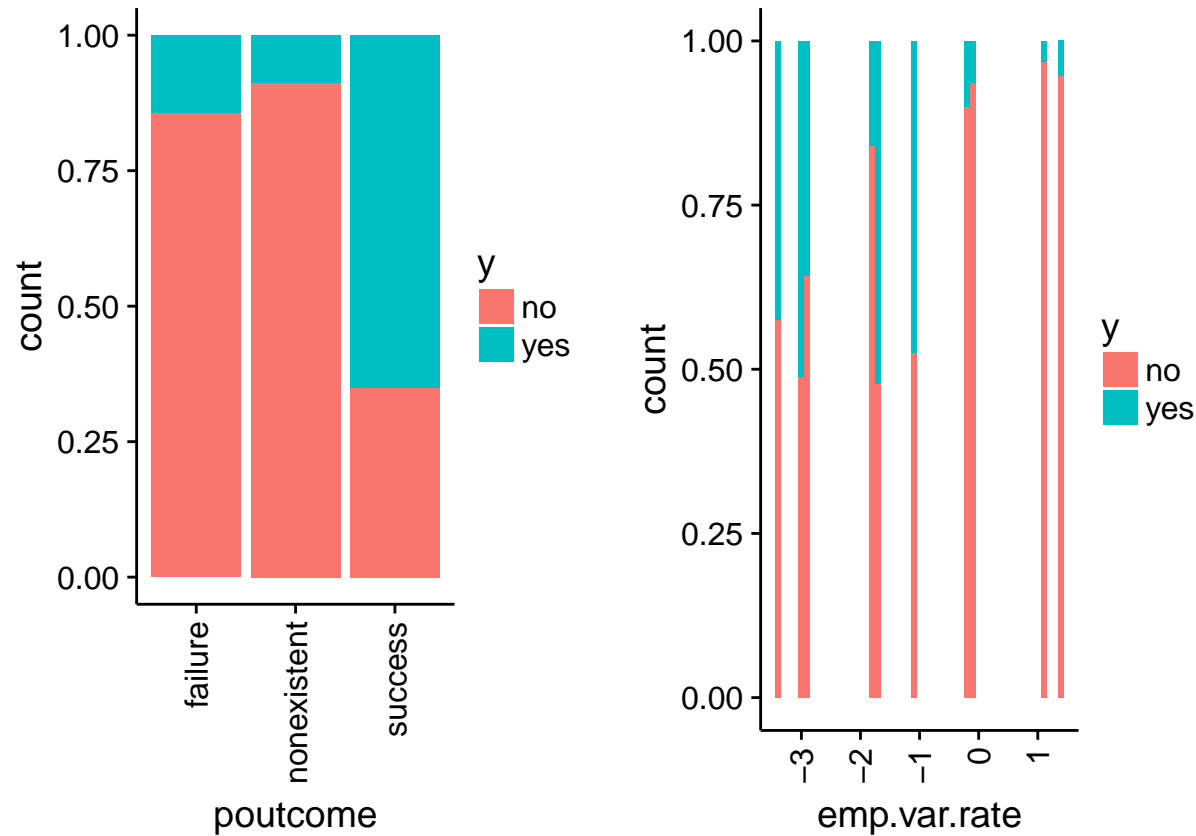 1.00
0.75
0.50
0.25
0.00
count
failure
nonexistent
success
poutcome
y
no
yes
1.00
0.75
0.50
0.25
0.00
count
−3
−2
−1
0
1
emp.var.rate
y
no
yes